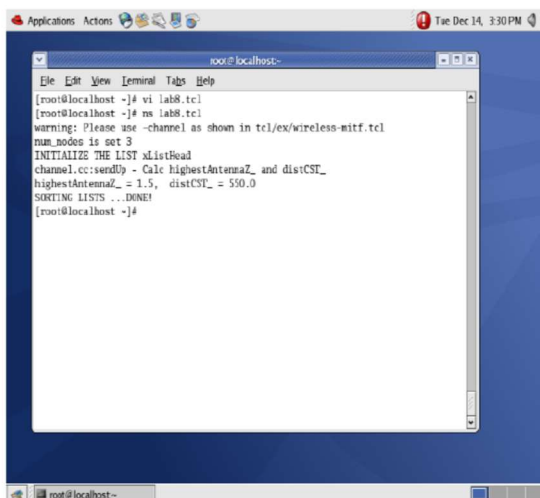 Applications Actions Tue Dec 14, 3:30 PM
root@localhost:~
File Edit View Terminal Tabs Help
[root@localhost ~]# vi lab8.tcl
[root@localhost ~]# ns lab8.tcl
warning: Please use -channel as shown in tcl/ex/wireless-mitf.tcl
num_nodes is set 3
INITIALIZE THE LIST xListHead
channel.cc:sendUp - Calc highestAntennaZ_ and distCST_
highestAntennaZ_ = 1.5, distCST_ = 550.0
SORTING LISTS ...DONE!
[root@localhost ~]#
root@localhost:~